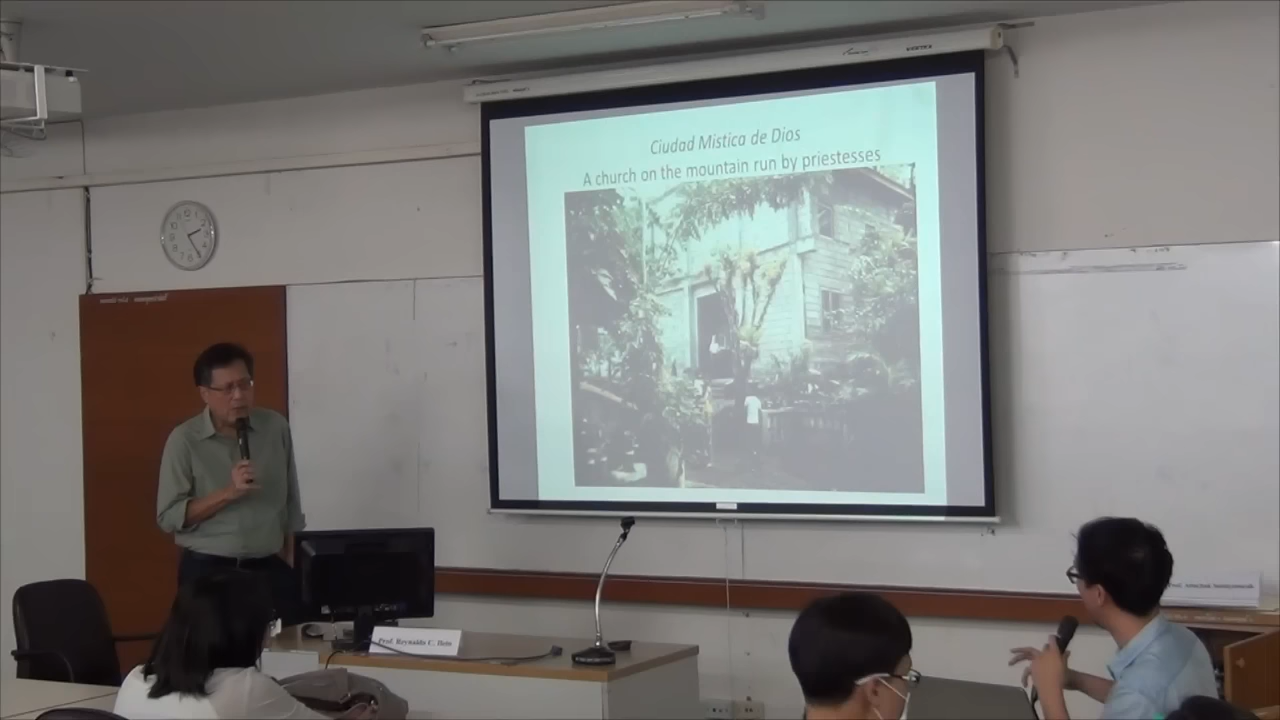 Ciudad Mistica de Dios
A church on the mountain run by priestesses
Prof. Reynaldo C. Ileto